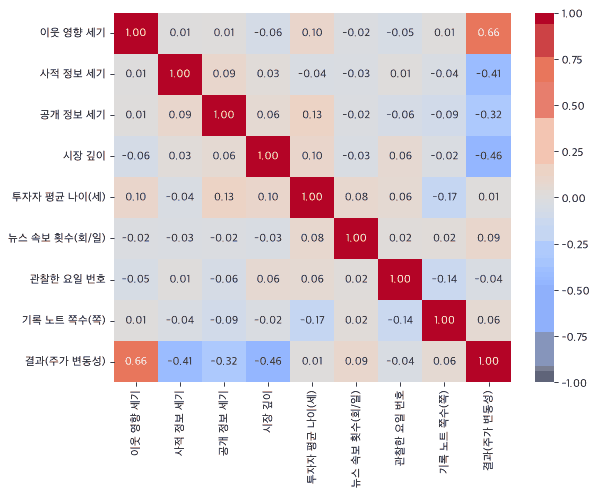 이웃 영향 세기 1.00 0.01 0.01 −0.06 0.10 −0.02 −0.05 0.01 0.66
사적 정보 세기 0.01 1.00 0.09 0.03 −0.04 −0.03 0.01 −0.04 −0.41
공개 정보 세기 0.01 0.09 1.00 0.06 0.13 −0.02 −0.06 −0.09 −0.32
시장 깊이 −0.06 0.03 0.06 1.00 0.10 −0.03 0.06 −0.02 −0.46
투자자 평균 나이(세) 0.10 −0.04 0.13 0.10 1.00 0.08 0.06 −0.17 0.01
뉴스 속보 횟수(회/일) −0.02 −0.03 −0.02 −0.03 0.08 1.00 0.02 0.02 0.09
관찰한 요일 번호 −0.05 0.01 −0.06 0.06 0.06 0.02 1.00 −0.14 −0.04
기록 노트 쪽수(쪽) 0.01 −0.04 −0.09 −0.02 −0.17 0.02 −0.14 1.00 0.06
결과(주가 변동성) 0.66 −0.41 −0.32 −0.46 0.01 0.09 −0.04 0.06 1.00
이웃 영향 세기
사적 정보 세기
공개 정보 세기
시장 깊이
투자자 평균 나이(세)
뉴스 속보 횟수(회/일)
관찰한 요일 번호
기록 노트 쪽수(쪽)
결과(주가 변동성)
1.00
0.75
0.50
0.25
0.00
−0.25
−0.50
−0.75
−1.00